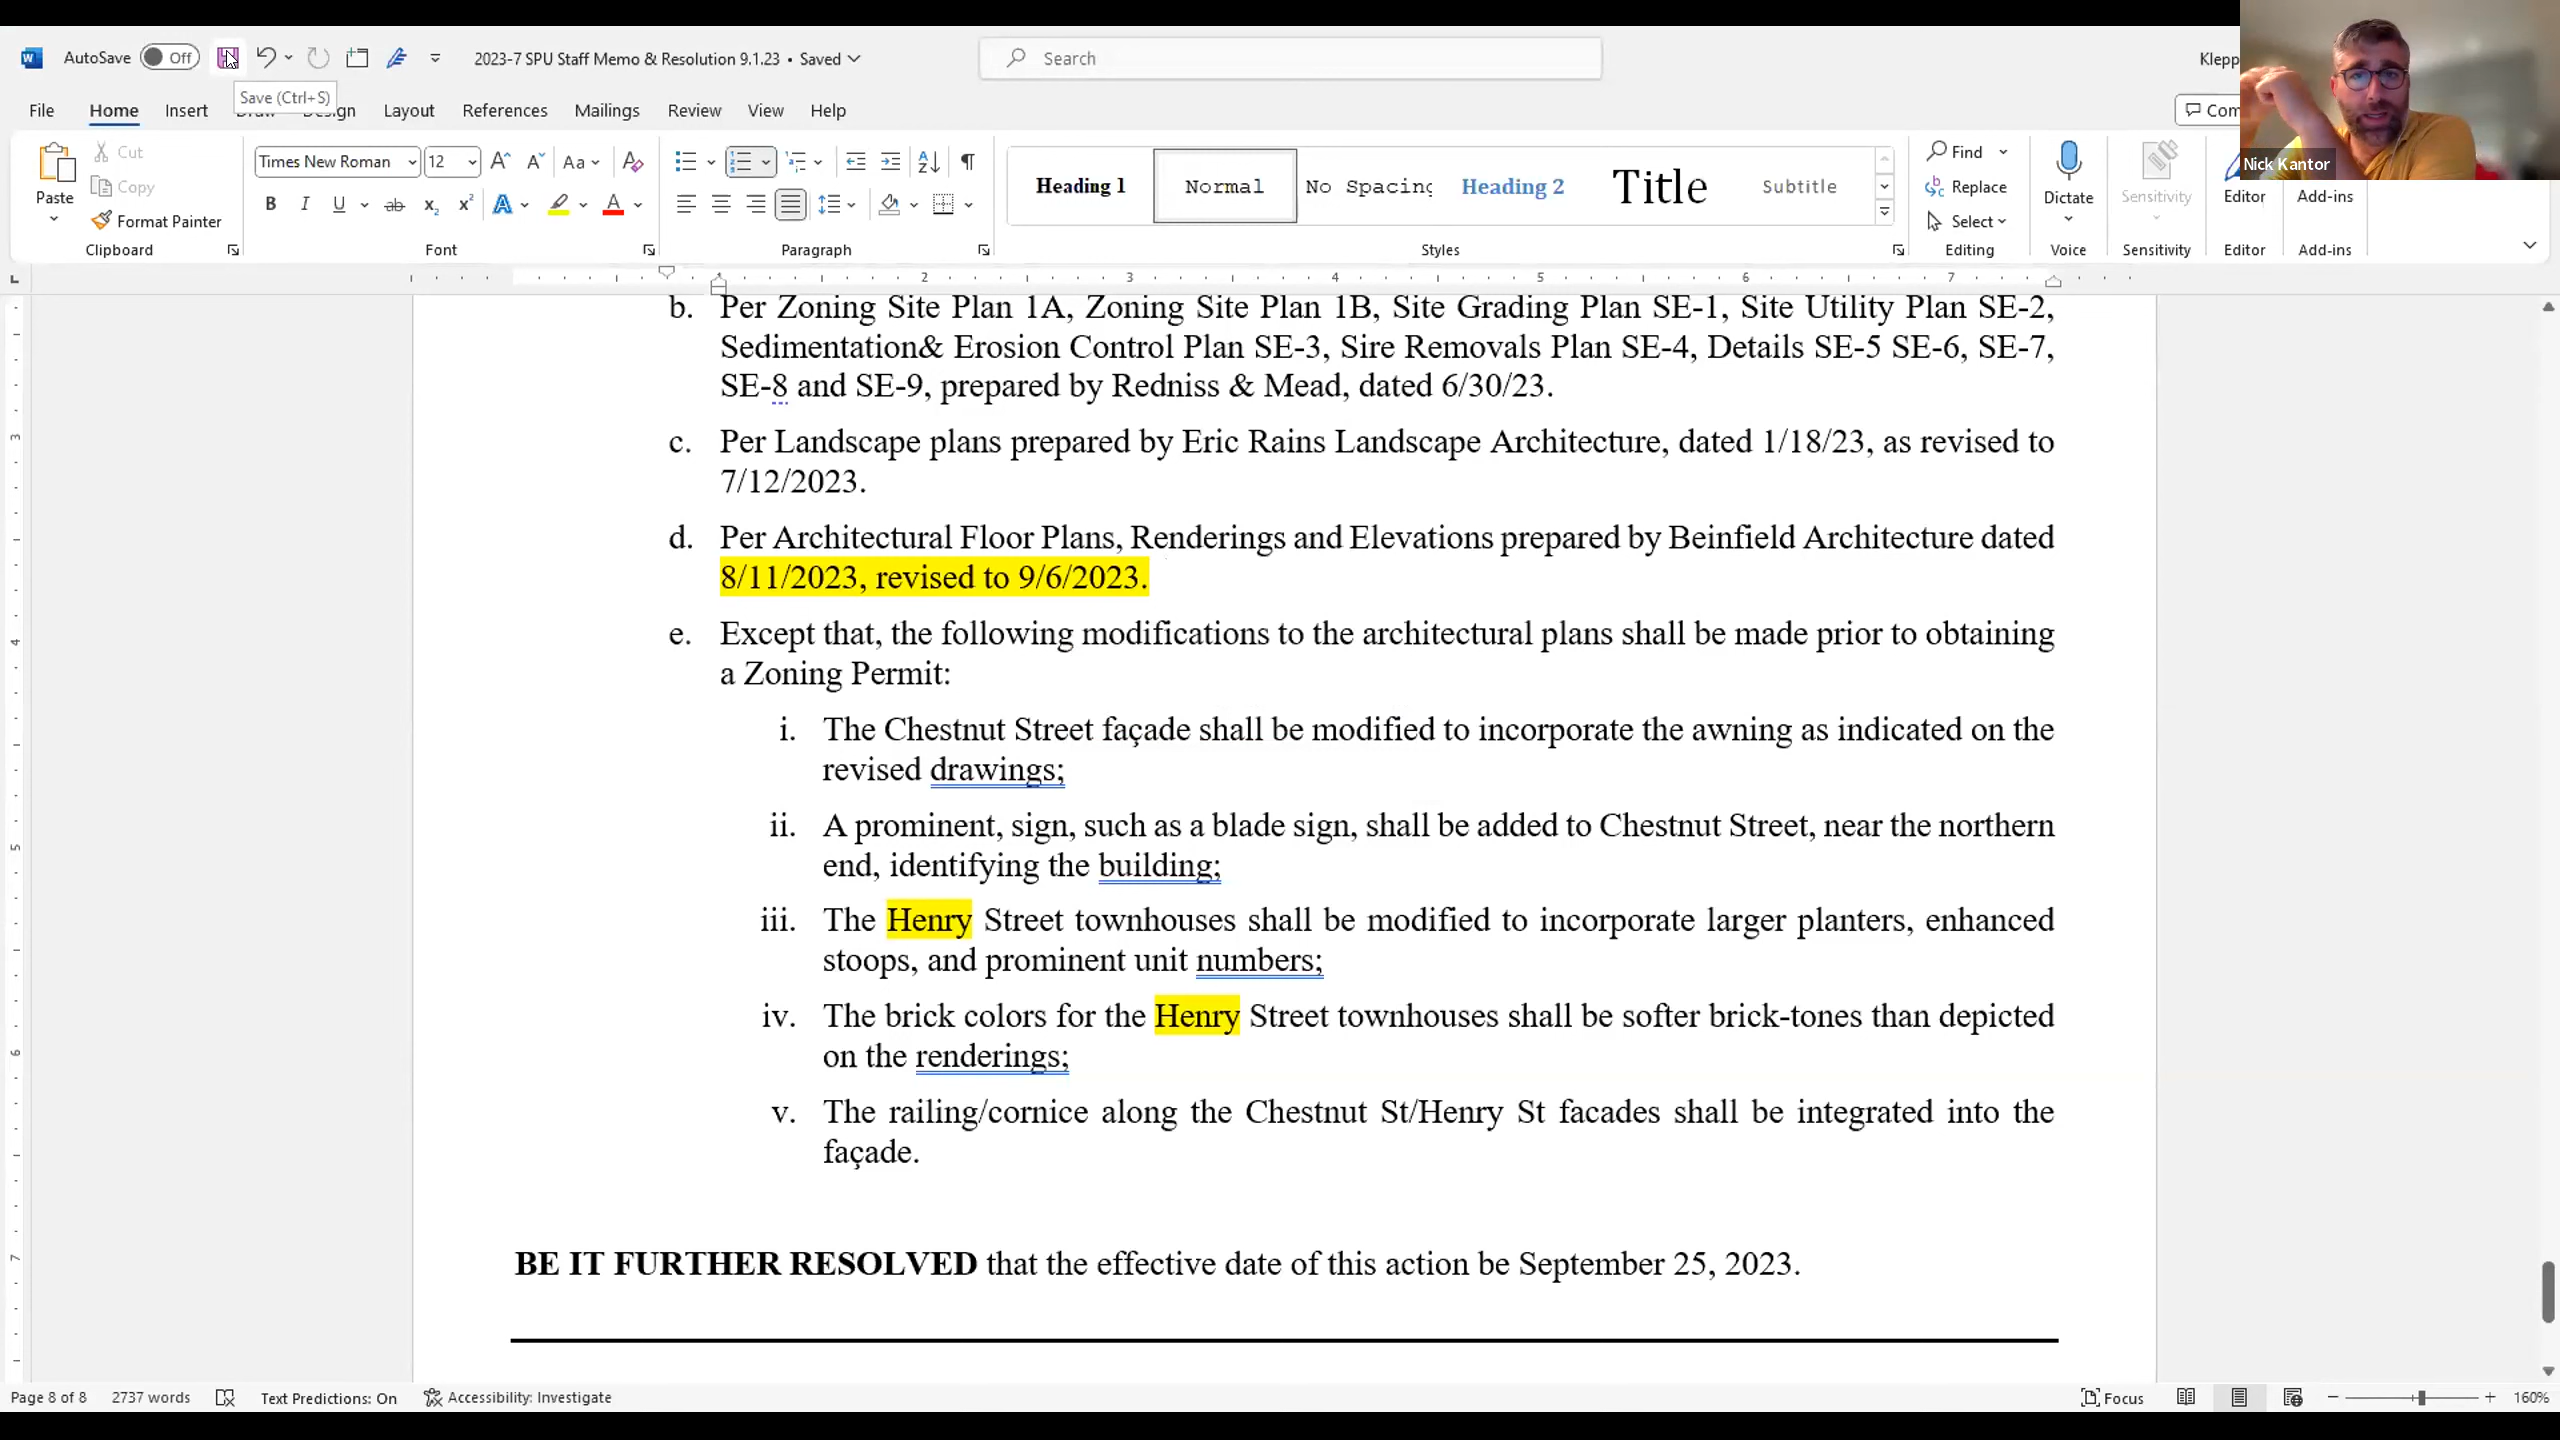 AutoSave Off 2023-7 SPU Staff Memo & Resolution 9.1.23 • Saved Search Klepp
Save (Ctrl+S)
File Home Insert Draw Design Layout References Mailings Review View Help Com
Paste Cut Copy Format Painter Clipboard
Times New Roman 12 Aa Font
Paragraph
Heading 1 Normal No Spacing Heading 2 Title Subtitle Styles
Find Replace Select Editing
Dictate Voice
Sensitivity Sensitivity
Editor Editor
Add-ins Add-ins
Nick Kantor
1 2 3 4 5 6 7
b. Per Zoning Site Plan 1A, Zoning Site Plan 1B, Site Grading Plan SE-1, Site Utility Plan SE-2,
Sedimentation& Erosion Control Plan SE-3, Sire Removals Plan SE-4, Details SE-5 SE-6, SE-7,
SE-8 and SE-9, prepared by Redniss & Mead, dated 6/30/23.
c. Per Landscape plans prepared by Eric Rains Landscape Architecture, dated 1/18/23, as revised to
7/12/2023.
d. Per Architectural Floor Plans, Renderings and Elevations prepared by Beinfield Architecture dated
8/11/2023, revised to 9/6/2023.
e. Except that, the following modifications to the architectural plans shall be made prior to obtaining
a Zoning Permit:
i. The Chestnut Street façade shall be modified to incorporate the awning as indicated on the
revised drawings;
ii. A prominent, sign, such as a blade sign, shall be added to Chestnut Street, near the northern
end, identifying the building;
iii. The Henry Street townhouses shall be modified to incorporate larger planters, enhanced
stoops, and prominent unit numbers;
iv. The brick colors for the Henry Street townhouses shall be softer brick-tones than depicted
on the renderings;
v. The railing/cornice along the Chestnut St/Henry St facades shall be integrated into the
façade.
BE IT FURTHER RESOLVED that the effective date of this action be September 25, 2023.
3
4
5
6
7
Page 8 of 8 2737 words Text Predictions: On Accessibility: Investigate Focus 160%